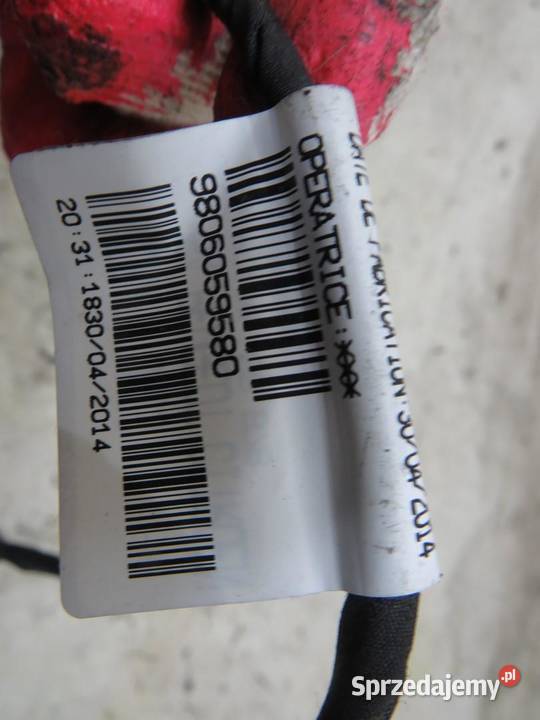 DATE DE FABRICATION:30/04/2014
OPERATRICE:***
9806059580
20:31:1830/04/2014
Sprzedajemy.pl